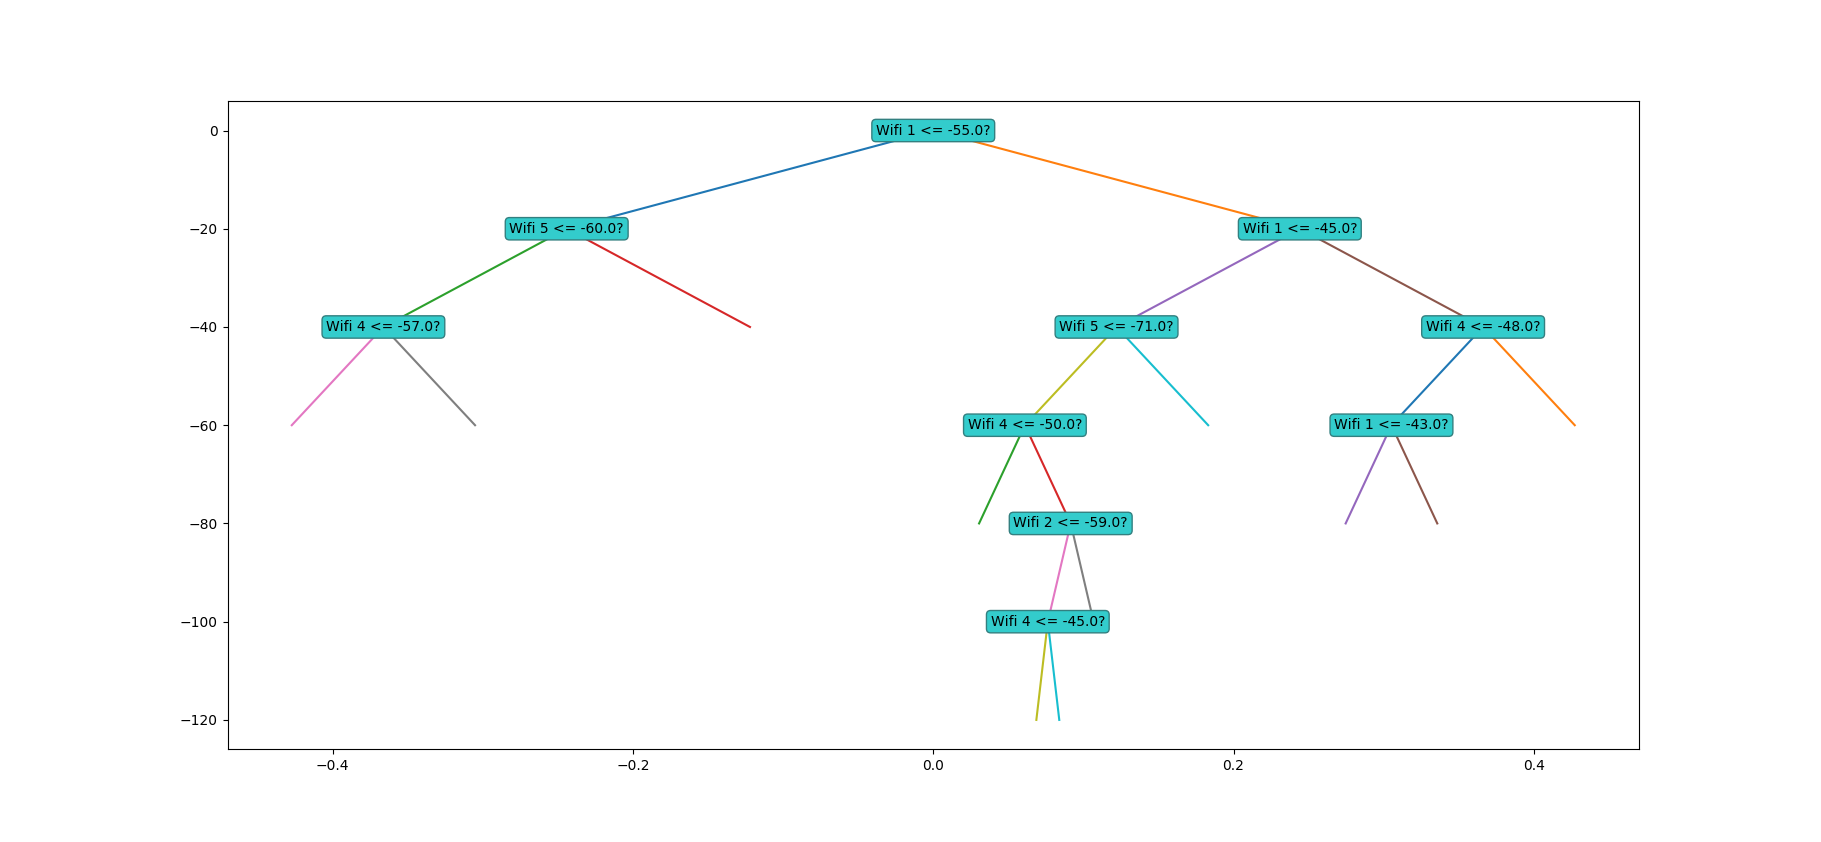 0
Wifi 1 <= -55.0?
−20
Wifi 5 <= -60.0?
Wifi 1 <= -45.0?
−40
Wifi 4 <= -57.0?
Wifi 5 <= -71.0?
Wifi 4 <= -48.0?
−60
Wifi 4 <= -50.0?
Wifi 1 <= -43.0?
−80
Wifi 2 <= -59.0?
−100
Wifi 4 <= -45.0?
−120
−0.4
−0.2
0.0
0.2
0.4